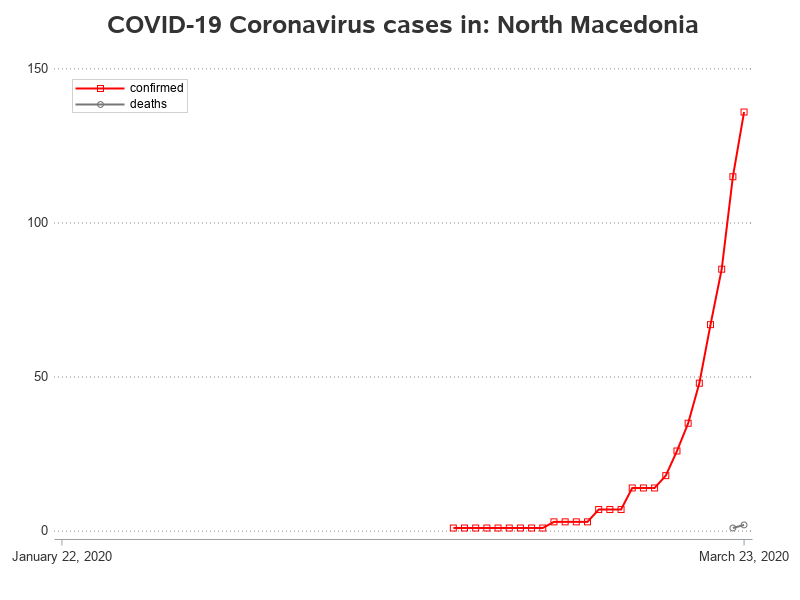 COVID-19 Coronavirus cases in: North Macedonia
150
confirmed
deaths
100
50
0
January 22, 2020
March 23, 2020